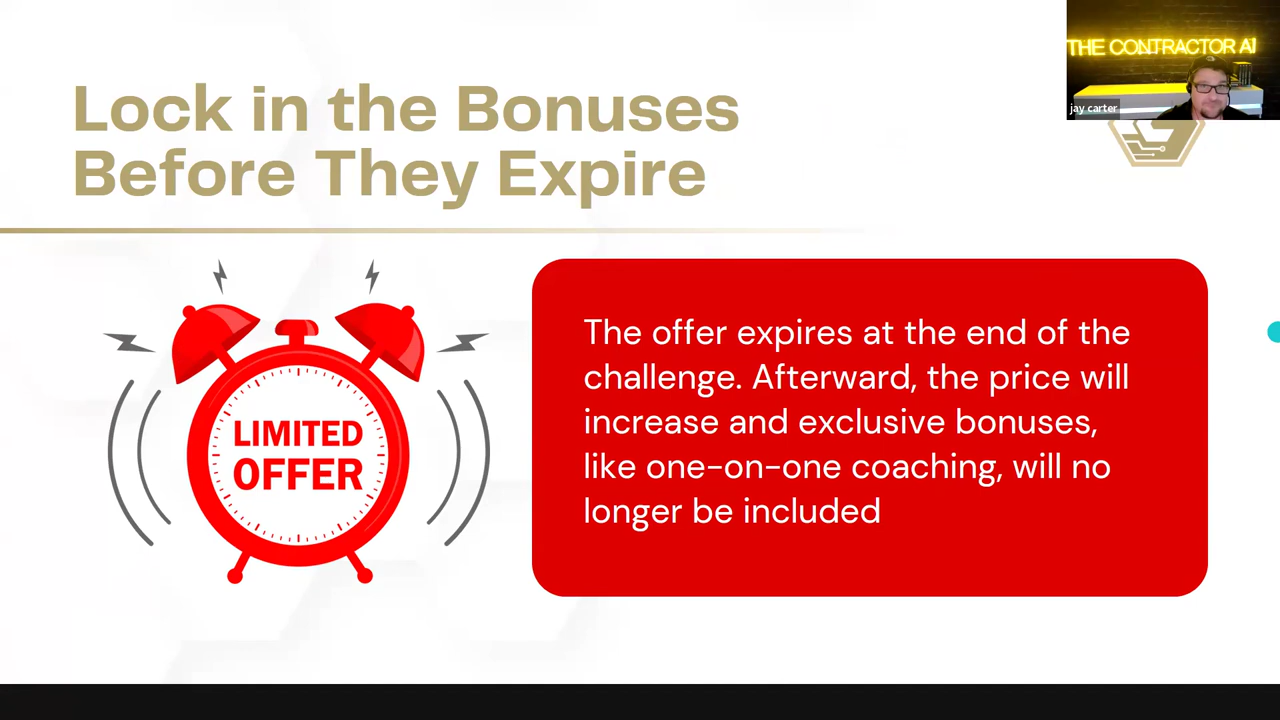 THE CONTRACTOR AI
jay carter
Lock in the Bonuses
Before They Expire
LIMITED
OFFER
The offer expires at the end of the
challenge. Afterward, the price will
increase and exclusive bonuses,
like one-on-one coaching, will no
longer be included